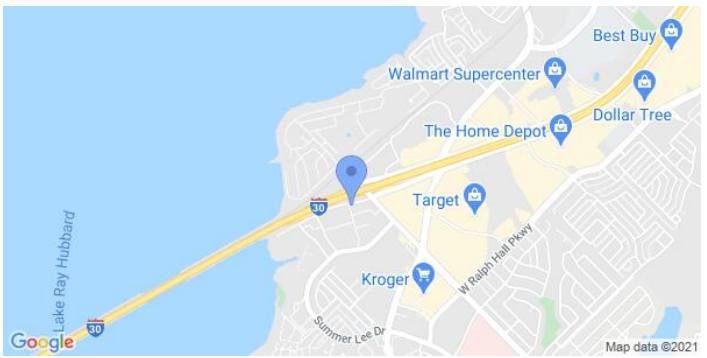 Best Buy
Walmart Supercenter
Dollar Tree
The Home Depot
Target
30
W Ralph Hall Pkwy
Kroger
Lake Ray Hubbard
30
Summer Lee Dr
Google
Map data ©2021